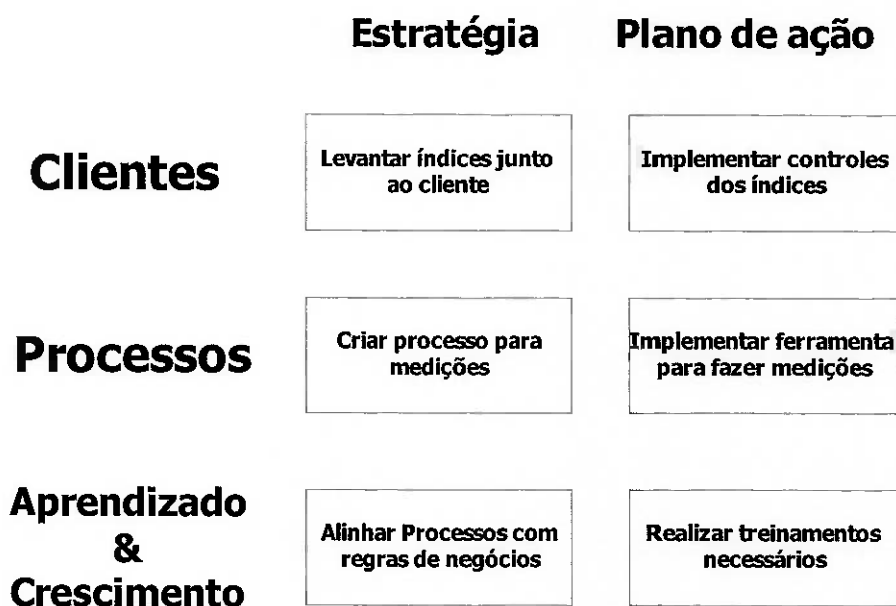 Estratégia
Plano de ação
Clientes
Levantar índices junto
ao cliente
Implementar controles
dos índices
Processos
Criar processo para
medições
Implementar ferramenta
para fazer medições
Aprendizado
&
Crescimento
Alinhar Processos com
regras de negócios
Realizar treinamentos
necessários